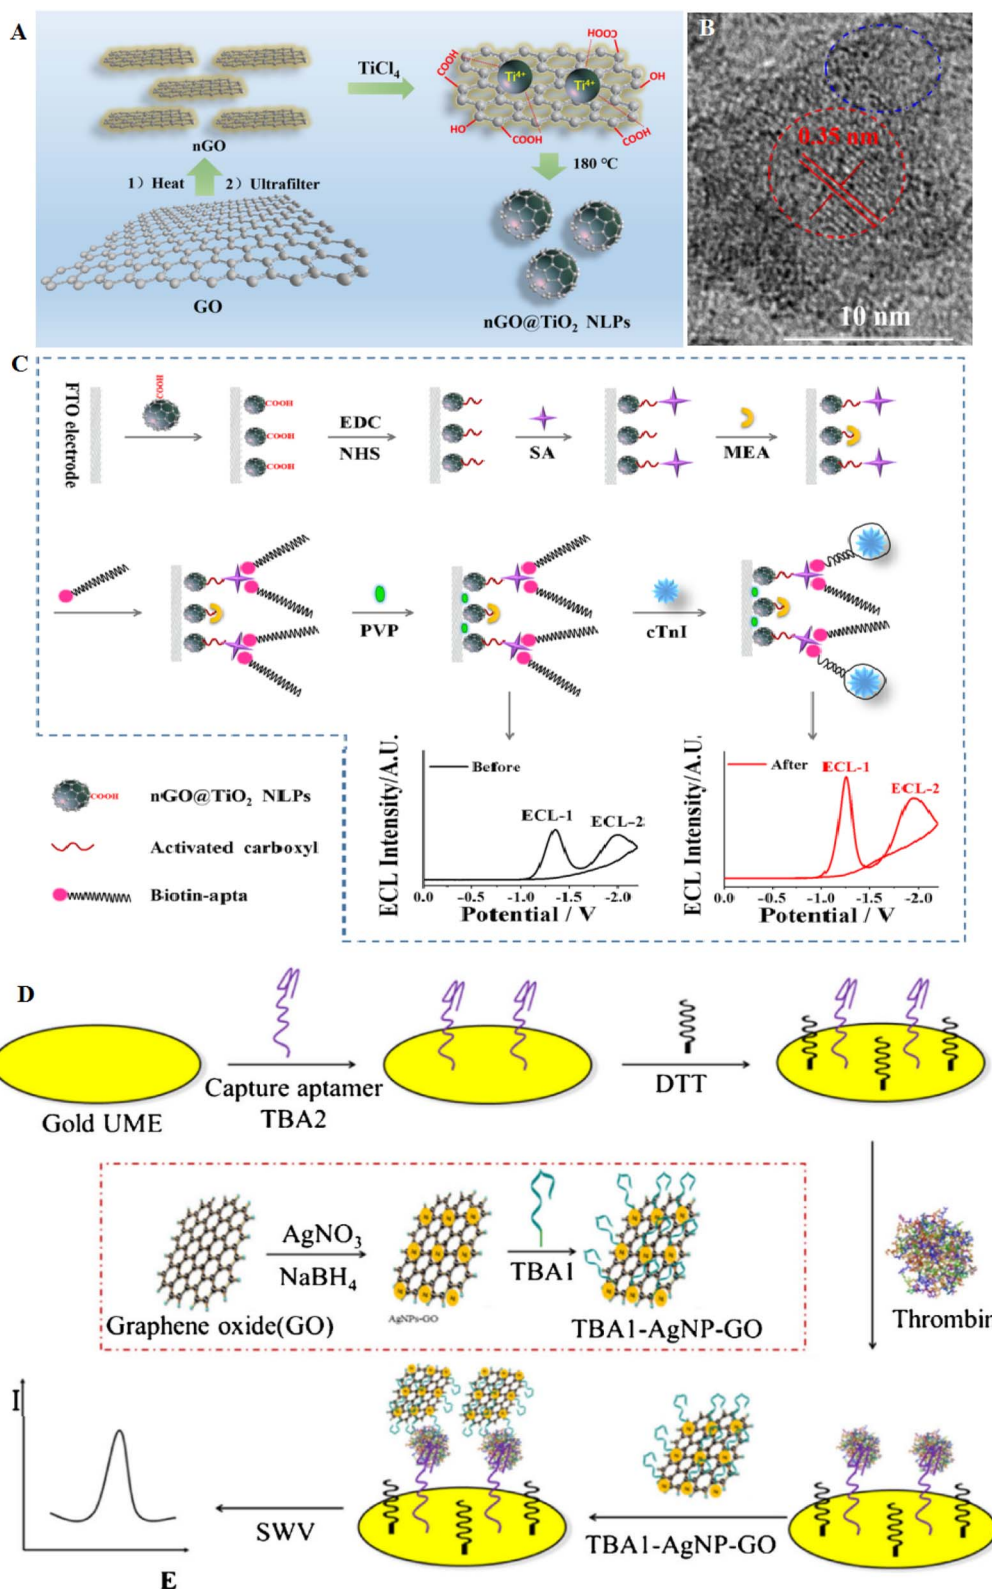 A
TiCl4
COOH
COOH
Ti4+
Ti4+
OH
HO
COOH
COOH
nGO
1) Heat 2) Ultrafilter
180 ℃
GO
nGO@TiO2 NLPs
B
0.35 nm
10 nm
C
FTO electrode
COOH
COOH
COOH
COOH
EDC
NHS
SA
MEA
PVP
cTnI
nGO@TiO2 NLPs
COOH
Activated carboxyl
Biotin-apta
ECL Intensity/A.U.
Before
ECL-1
ECL-2
0.0 -0.5 -1.0 -1.5 -2.0
Potential / V
ECL Intensity/A.U.
After
ECL-1
ECL-2
0.0 -0.5 -1.0 -1.5 -2.0
Potential / V
D
Gold UME
Capture aptamer
TBA2
DTT
AgNO3
NaBH4
TBA1
Graphene oxide(GO)
AgNPs-GO
TBA1-AgNP-GO
Thrombin
I
E
SWV
TBA1-AgNP-GO